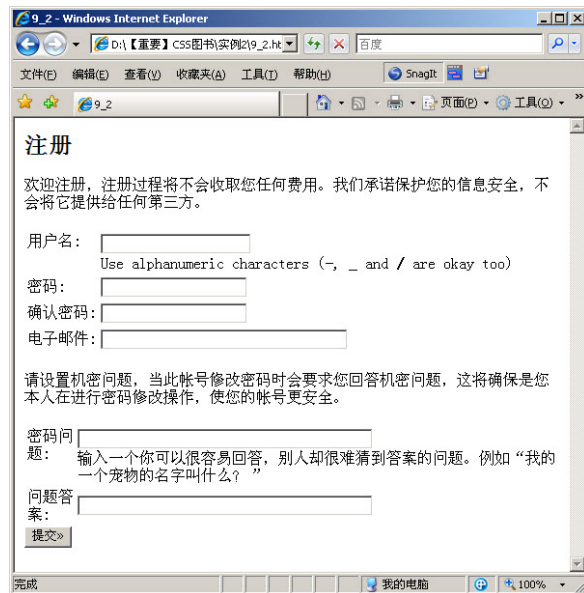 9_2 - Windows Internet Explorer
D:\【重要】CSS图书\实例2\9_2.ht
百度
文件(F) 编辑(E) 查看(V) 收藏夹(A) 工具(T) 帮助(H) SnagIt
9_2 页面(P) 工具(O) »
注册
欢迎注册，注册过程将不会收取您任何费用。我们承诺保护您的信息安全，不
会将它提供给任何第三方。
用户名:
Use alphanumeric characters (-, _ and / are okay too)
密码:
确认密码:
电子邮件:
请设置机密问题，当此帐号修改密码时会要求您回答机密问题，这将确保是您
本人在进行密码修改操作，使您的帐号更安全。
密码问
题:
输入一个你可以很容易回答，别人却很难猜到答案的问题。例如“我的
一个宠物的名字叫什么？”
问题答
案:
提交»
完成 我的电脑 100%